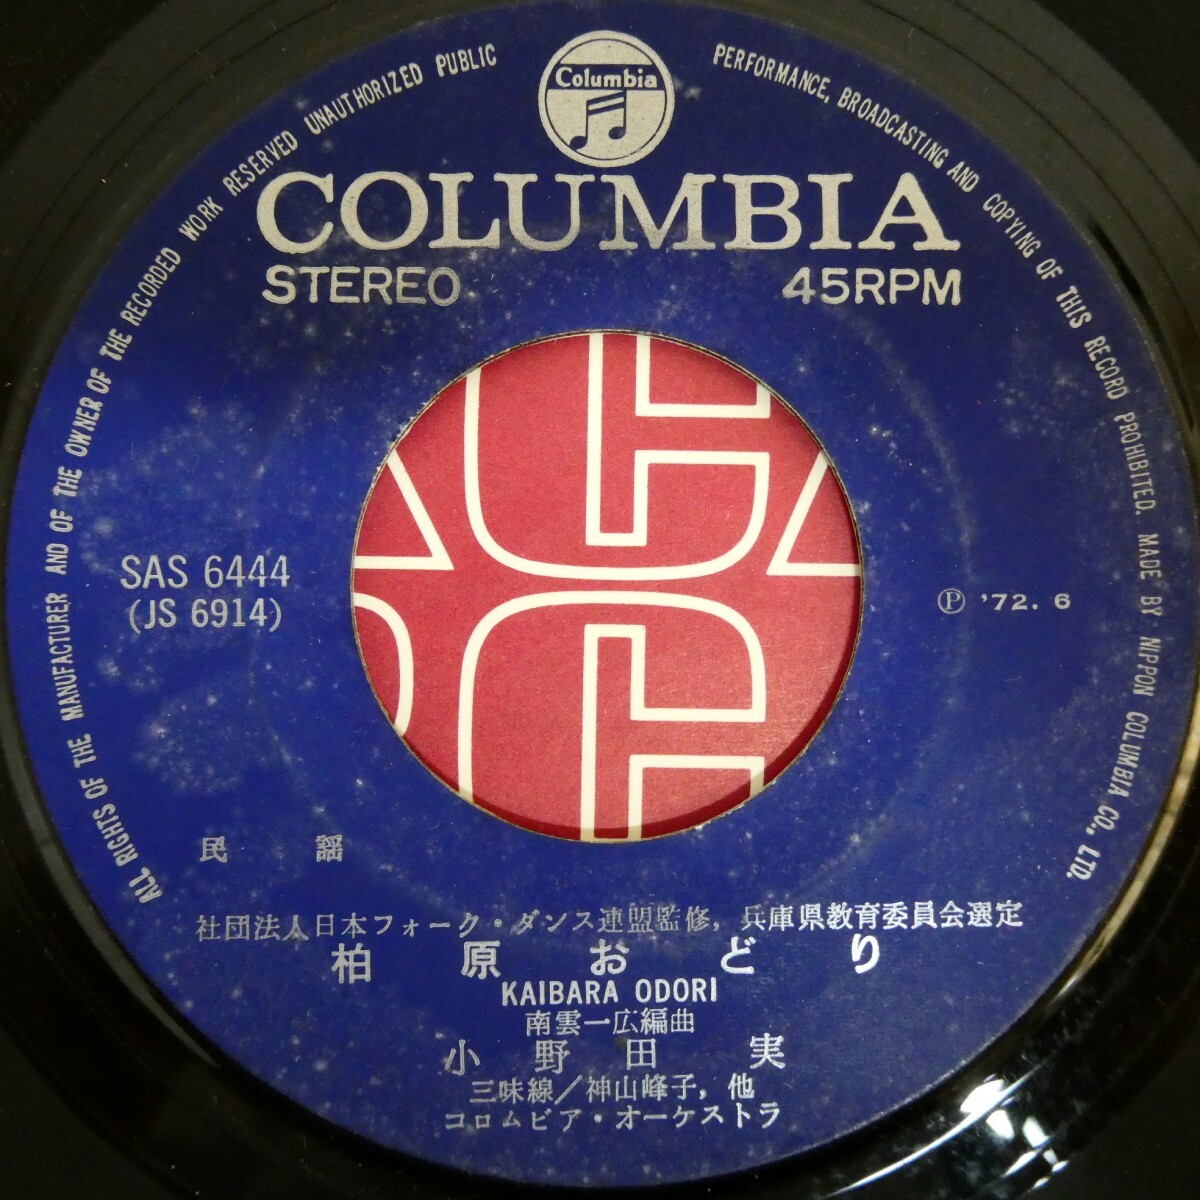 ALL RIGHTS OF THE MANUFACTURER AND OF THE OWNER OF THE RECORDED WORK RESERVED UNAUTHORIZED PUBLIC PERFORMANCE, BROADCASTING AND COPYING OF THIS RECORD PROHIBITED. MADE BY NIPPON COLUMBIA CO., LTD.
Columbia
COLUMBIA
STEREO 45RPM
SAS 6444
(JS 6914)
Ⓟ '72. 6
民謡
社団法人日本フォーク・ダンス連盟監修, 兵庫県教育委員会選定
柏原おどり
KAIBARA ODORI
南雲一広編曲
小野田実
三味線/神山峰子, 他
コロムビア・オーケストラ